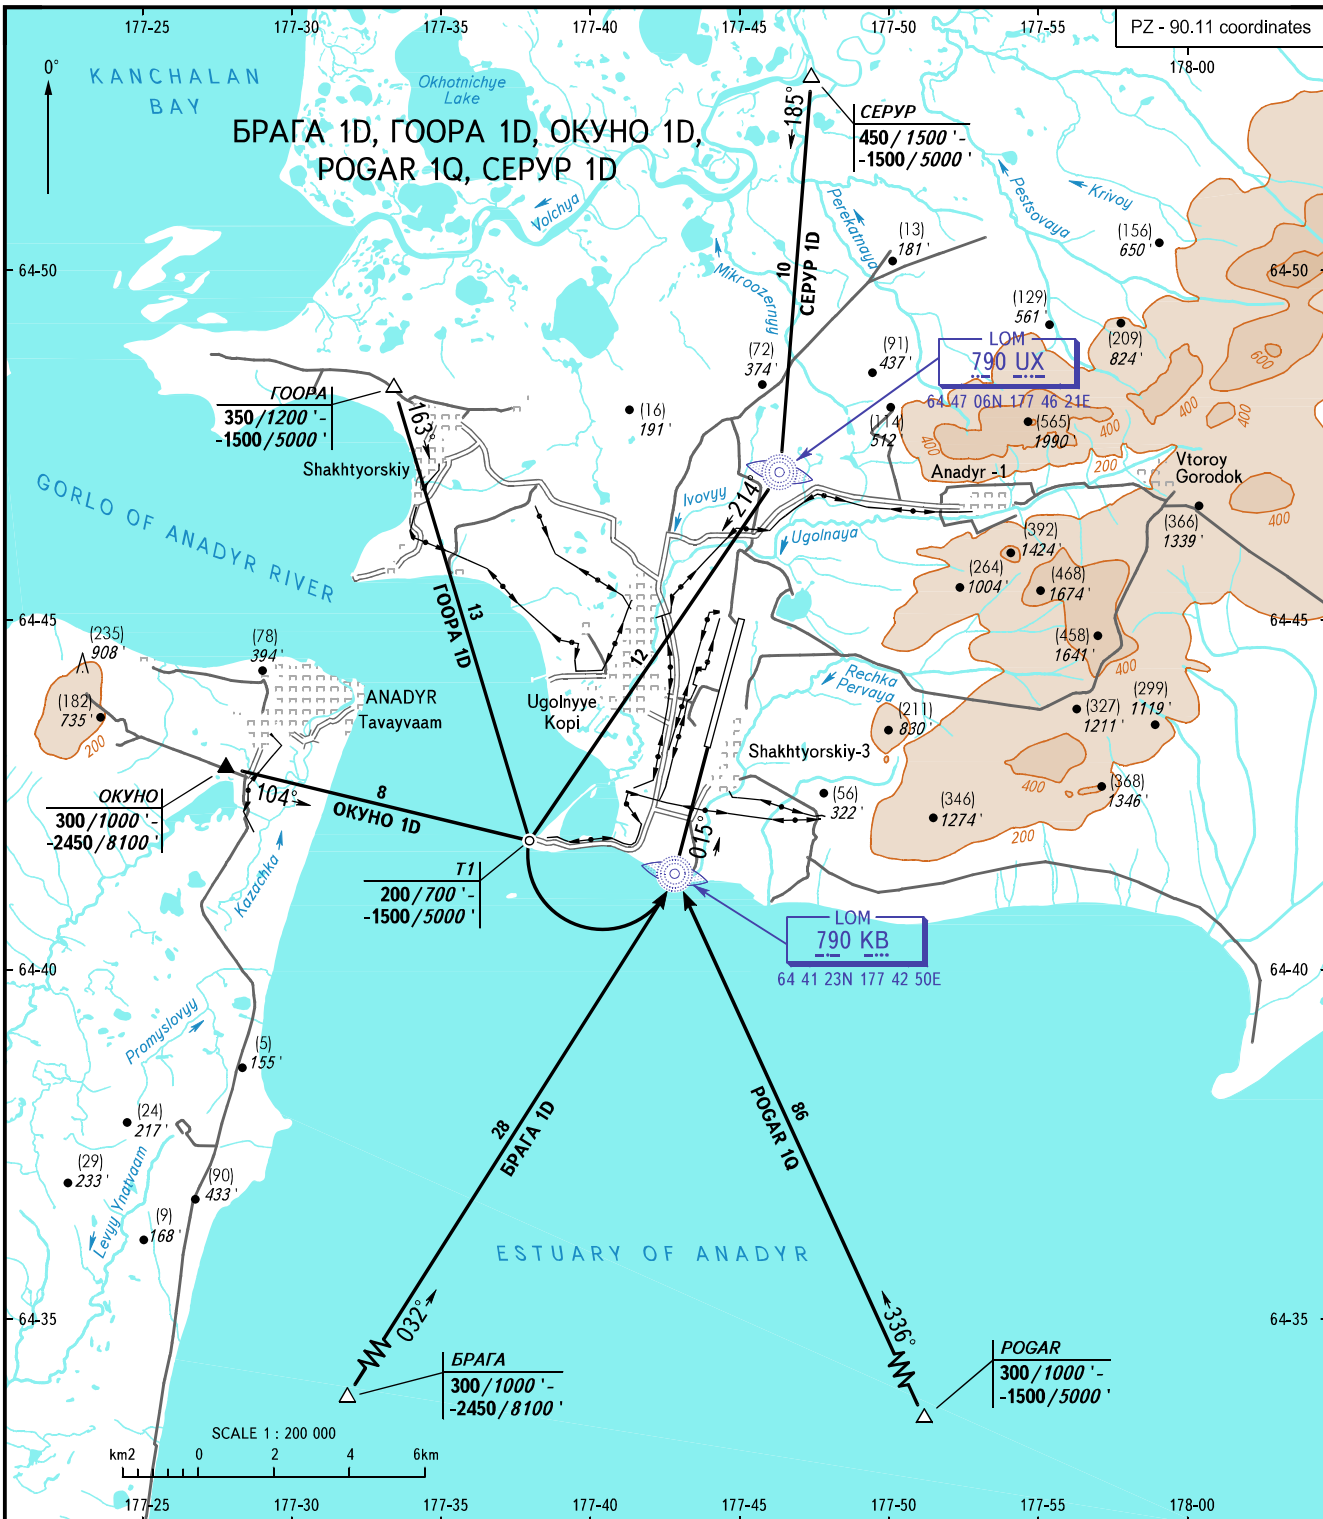 177-25
177-30
177-35
177-40
177-45
177-50
177-55
PZ - 90.11 coordinates
178-00
0°
KANCHALAN
BAY
Okhotnichye
Lake
БРАГА 1D, ГООРА 1D, ОКУНО 1D,
POGAR 1Q, СЕРУР 1D
185°
СЕРУР
450/1500'-
-1500/5000'
Volchya
Perekatnaya
Pestsovaya
Krivoy
Mikroozernyy
(13)
181'
(156)
650'
64-50
64-50
10
СЕРУР 1D
(129)
561'
(209)
824'
600
(72)
374'
(91)
437'
LOM
790 UX
64 47 06N 177 46 21E
ГООРА
350/1200'-
-1500/5000'
163°
(16)
191'
(114)
512'
400
(565)
1990'
400
400
400
200
Shakhtyorskiy
Anadyr -1
Vtoroy
Gorodok
400
GORLO OF ANADYR RIVER
214°
Ivovyy
Ugolnaya
(366)
1339'
(392)
1424'
(264)
1004'
(468)
1674'
13
ГООРА 1D
64-45
64-45
(458)
1641'
400
(235)
908'
(78)
394'
12
Rechka
Pervaya
(182)
735'
200
ANADYR
Tavayvaam
Ugolnyye
Kopi
(211)
830'
(327)
1211'
(299)
1119'
Shakhtyorskiy-3
400
(368)
1346'
ОКУНО
300/1000'-
-2450/8100'
104°
8
ОКУНО 1D
(56)
322'
(346)
1274'
200
015°
T1
200/700'-
-1500/5000'
Kazachka
LOM
790 KB
64 41 23N 177 42 50E
64-40
64-40
Promyslovyy
(5)
155'
(24)
217'
28
БРАГА 1D
86
POGAR 1Q
(29)
233'
(90)
433'
Levyy Ynatvaam
(9)
168'
ESTUARY OF ANADYR
64-35
64-35
032°
336°
БРАГА
300/1000'-
-2450/8100'
POGAR
300/1000'-
-1500/5000'
SCALE 1 : 200 000
km2 0 2 4 6km
177-25
177-30
177-35
177-40
177-45
177-50
177-55
178-00